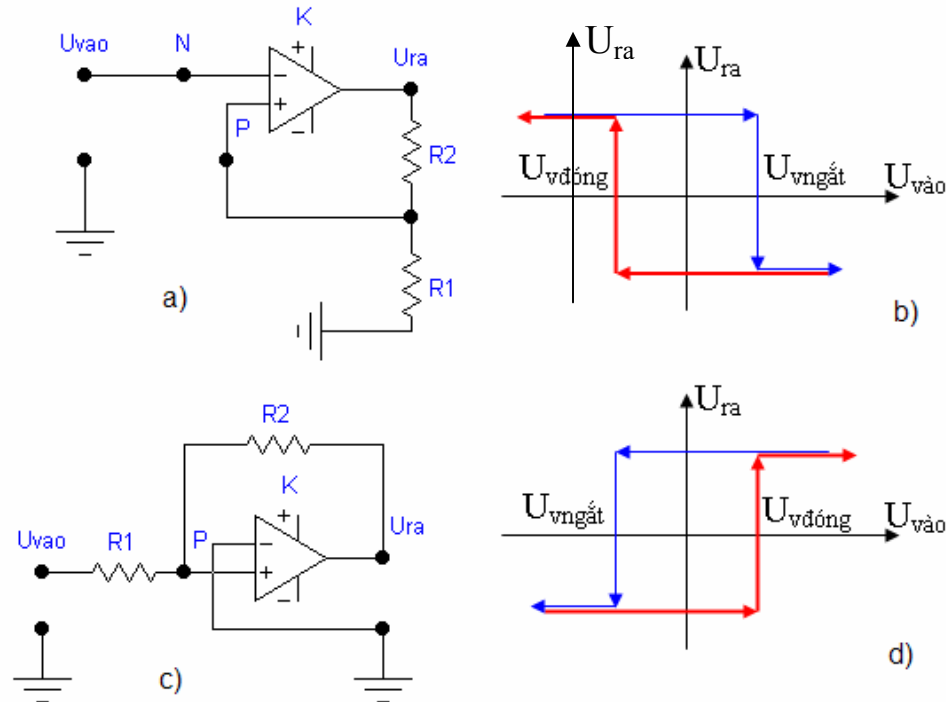 K
Uvao
N
Ura
P
R2
R1
a)
Ura
Ura
Uvđóng
Uvngắt
Uvào
b)
R2
K
Uvao
R1
P
Ura
c)
Ura
Uvngắt
Uvđóng
Uvào
d)